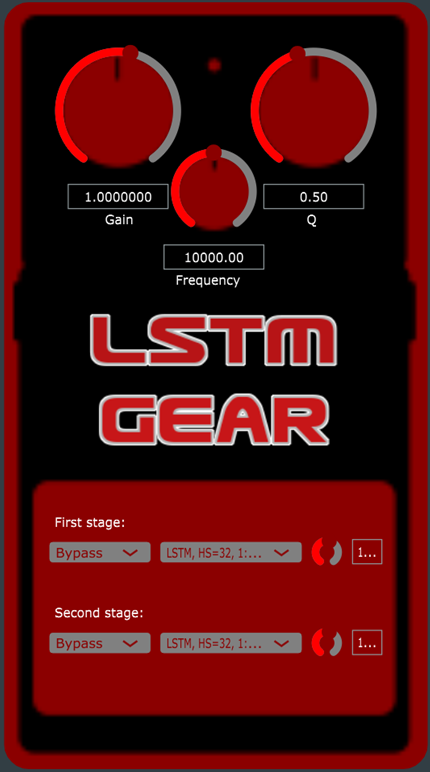 1.0000000
0.50
Gain
Q
10000.00
Frequency
LSTM
GEAR
First stage:
Bypass
LSTM, HS=32, 1:...
1...
Second stage:
Bypass
LSTM, HS=32, 1:...
1...